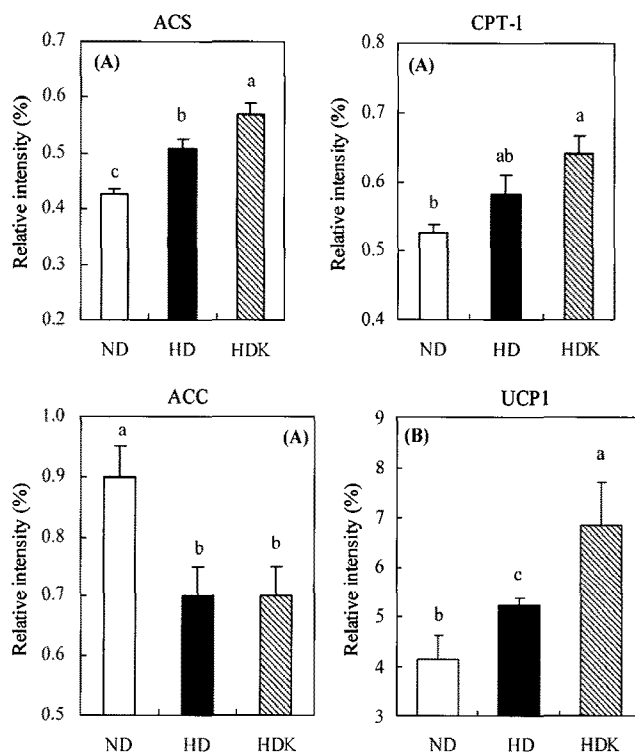 ACS
0.7
0.6
0.5
0.4
0.3
0.2
Relative intensity (%)
(A)
c
b
a
ND HD HDK
CPT-1
0.8
0.7
0.6
0.5
0.4
Relative intensity (%)
(A)
b
ab
a
ND HD HDK
ACC
1.0
0.9
0.8
0.7
0.6
0.5
Relative intensity (%)
(A)
a
b
b
ND HD HDK
UCP1
9
8
7
6
5
4
3
Relative intensity (%)
(B)
b
c
a
ND HD HDK